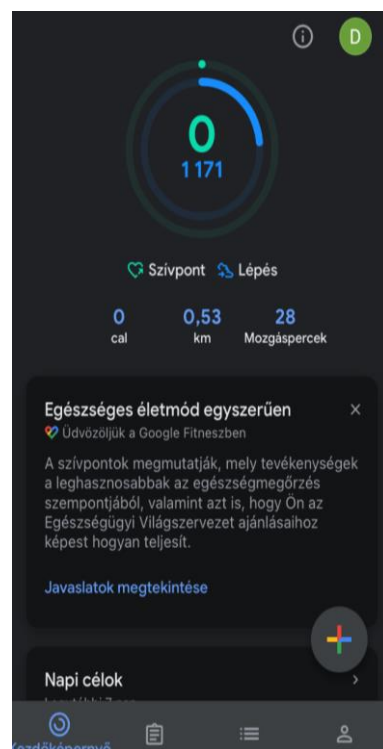 D
0
1 171
Szívpont Lépés
0 0,53 28
cal km Mozgáspercek
Egészséges életmód egyszerűen
Üdvözöljük a Google Fitneszben
A szívpontok megmutatják, mely tevékenységek
a leghasznosabbak az egészségmegőrzés
szempontjából, valamint azt is, hogy Ön az
Egészségügyi Világszervezet ajánlásaihoz
képest hogyan teljesít.
Javaslatok megtekintése
Napi célok